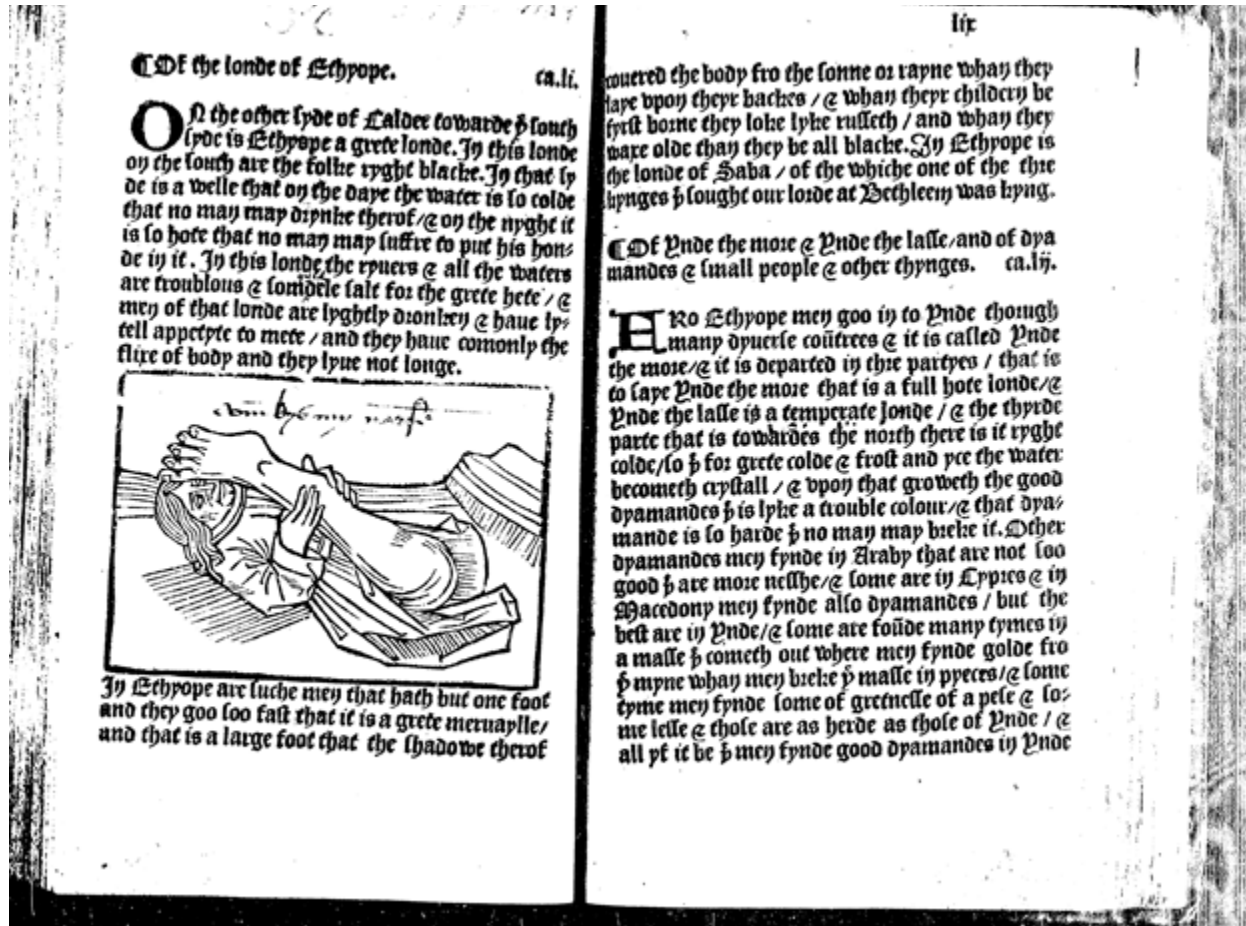 ¶Of the londe of Ethyope. ca.li.
ON the other syde of Caldee towarde þe south
syde is Ethyope a grete londe. In this londe
on the south are the folke ryght blacke. In that sy
de is a welle that on the daye the water is so colde
that no man may drynke therof/⁊ on the nyght it
is so hote that no man may suffre to put his hon⸗
de in it. In this londe the ryuers ⁊ all the waters
are troublous ⁊ somdele salt for the grete hete/⁊
men of that londe are lyghtly dronken ⁊ haue ly⸗
tell appetyte to mete/and they haue comonly the
flixe of body and they lyue not longe.
In Ethyope are suche men that hath but one foot
and they goo soo fast that it is a grete meruaylle/
and that is a large foot that the shadowe therof
lix
couered the body fro the sonne or rayne whan they
laye vpon theyr backes/⁊ whan theyr childern be
fyrst borne they loke lyke russeth/and whan they
waxe olde than they be all blacke. In Ethyope is
the londe of Saba/of the whiche one of the thre
kynges þt sought our lorde at Bethleem was kyng.
¶Of Ynde the more ⁊ Ynde the lasse/and of dya
mandes ⁊ small people ⁊ other thynges. ca.lij.
FRo Ethyope men goo in to Ynde thorugh
many dyuerse coūtrees ⁊ it is called Ynde
the more/⁊ it is departed in thre partyes/that is
to saye Ynde the more that is a full hote londe/⁊
Ynde the lasse is a temperate londe/⁊ the thyrde
parte that is towardes the north there is it ryght
colde/so þt for grete colde ⁊ frost and yce the water
becometh crystall/⁊ vpon that groweth the good
dyamandes þt is lyke a trouble colour/⁊ that dya⸗
mande is so harde þt no man may breke it. Other
dyamandes men fynde in Araby that are not soo
good þt are more nesshe/⁊ some are in Cypres ⁊ in
Macedony men fynde also dyamandes/but the
best are in Ynde/⁊ some are foūde many tymes in
a masse þt cometh out where men fynde golde fro
þe myne whan men breke þe masse in pyeces/⁊ some
tyme men fynde some of gretnesse of a pese ⁊ so⸗
me lesse ⁊ those are as herde as those of Ynde/⁊
all yf it be þt men fynde good dyamandes in Ynde